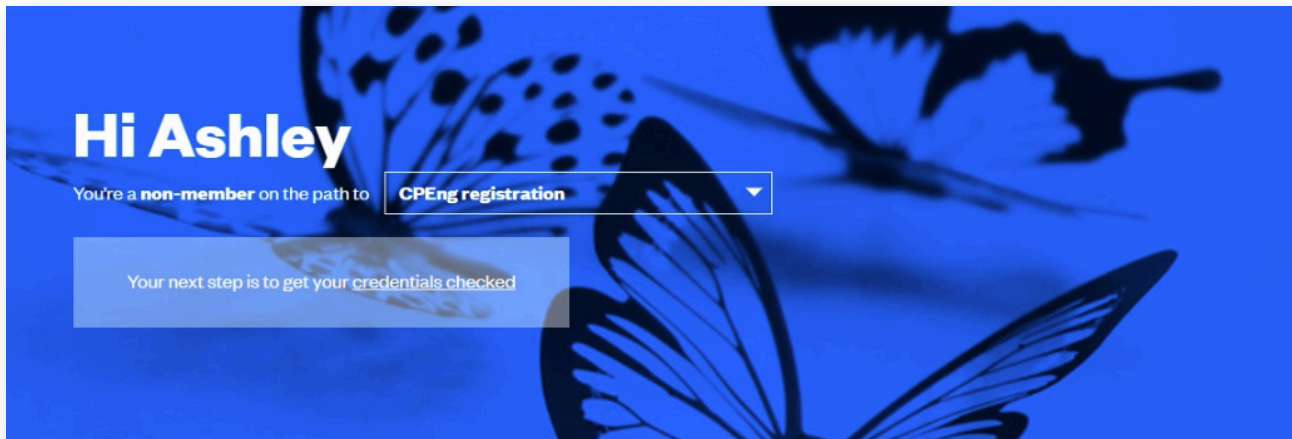 Hi Ashley
You're a non-member on the path to CPEng registration
Your next step is to get your credentials checked